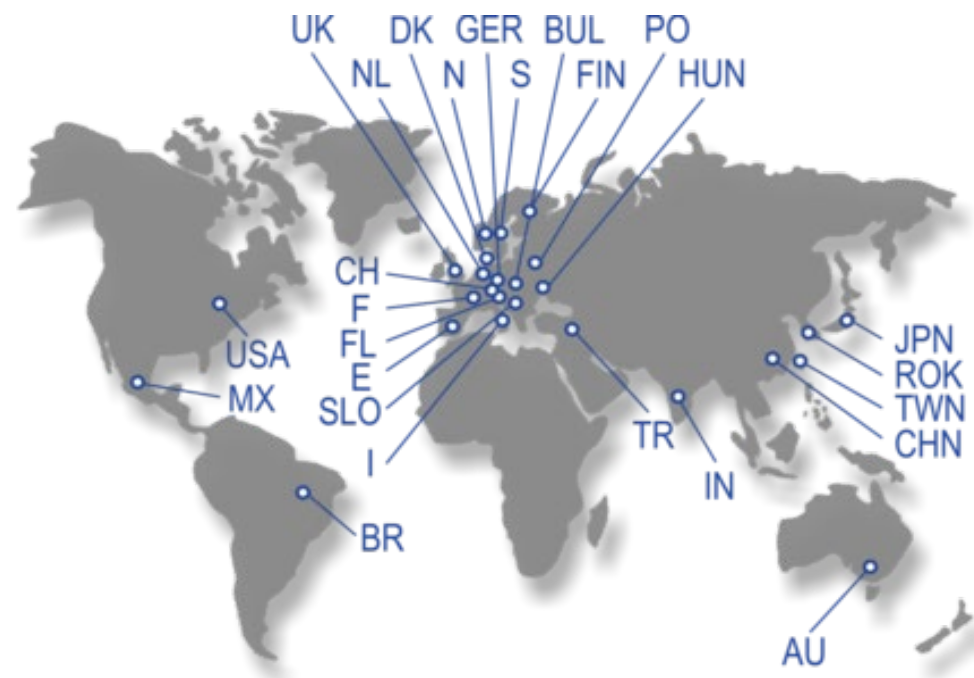 UK DK GER BUL PO
NL N S FIN HUN
CH
F
FL
E
SLO
I
USA
MX
BR
TR
IN
JPN
ROK
TWN
CHN
AU